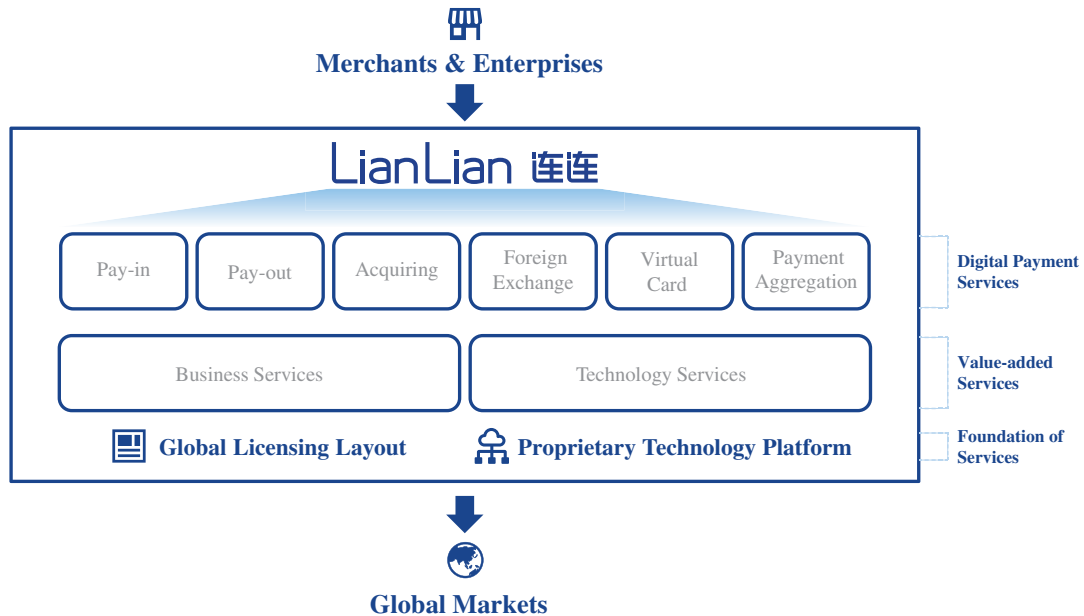 Merchants & Enterprises
LianLian 连连
Pay-in
Pay-out
Acquiring
Foreign
Exchange
Virtual
Card
Payment
Aggregation
Digital Payment
Services
Business Services
Technology Services
Value-added
Services
Global Licensing Layout
Proprietary Technology Platform
Foundation of
Services
Global Markets